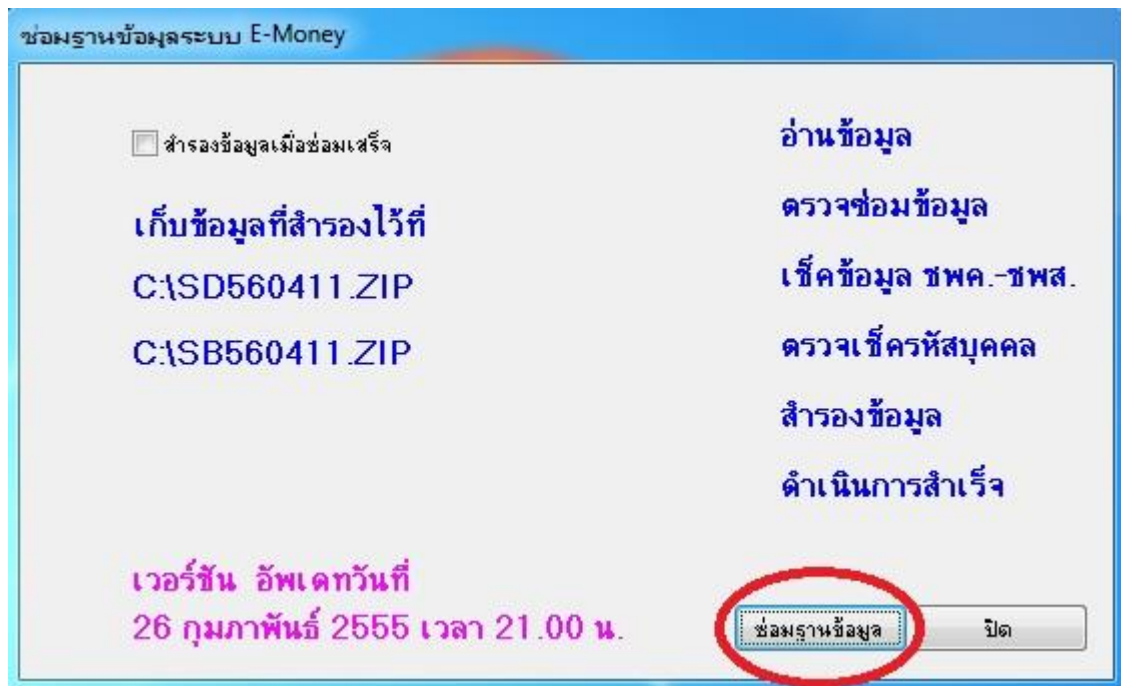 ซ่อมฐานข้อมุลระบบ E-Money
สำรองข้อมูลเมื่อซ่อมเสร็จ
เก็บข้อมูลที่สำรองไว้ที่
C:\SD560411.ZIP
C:\SB560411.ZIP
อ่านข้อมูล
ตรวจซ่อมข้อมูล
เช็คข้อมูล ชพค.-ชพส.
ตรวจเช็ครหัสบุคคล
สำรองข้อมูล
ดำเนินการสำเร็จ
เวอร์ชัน อัพเดทวันที่
26 กุมภาพันธ์ 2555 เวลา 21.00 น.
ซ่อมฐานข้อมูล
ปิด